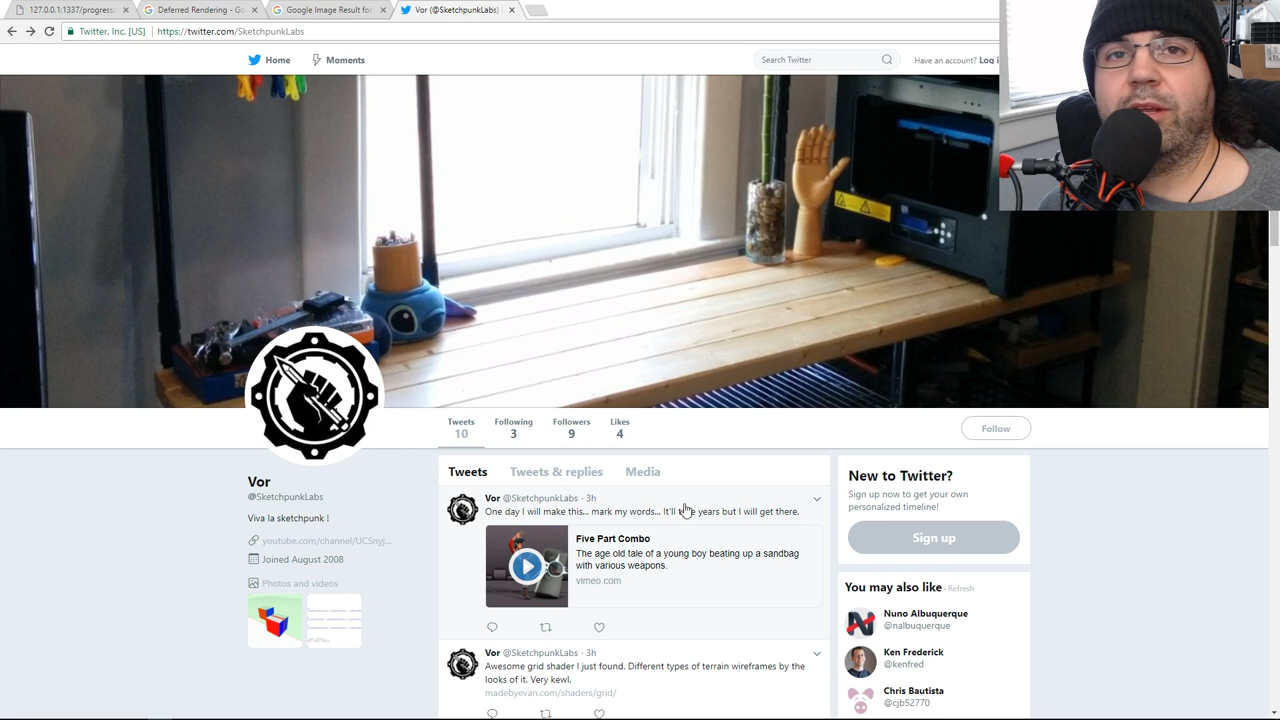 127.0.0.1:1337/progress
Deferred Rendering - Go
Google Image Result for
Vor (@SketchpunkLabs) |
Twitter, Inc. [US]
https://twitter.com/SketchpunkLabs
Home
Moments
Search Twitter
Have an account? Log i
Tweets
10
Following
3
Followers
9
Likes
4
Follow
Vor
@SketchpunkLabs
Viva la sketchpunk !
youtube.com/channel/UCSnyj...
Joined August 2008
Photos and videos
Tweets
Tweets & replies
Media
Vor @SketchpunkLabs · 3h
One day I will make this... mark my words... It'll years but I will get there.
Five Part Combo
The age old tale of a young boy beating up a sandbag
with various weapons.
vimeo.com
Vor @SketchpunkLabs · 3h
Awesome grid shader I just found. Different types of terrain wireframes by the
looks of it. Very kewl.
madebyevan.com/shaders/grid/
New to Twitter?
Sign up now to get your own
personalized timeline!
Sign up
You may also like · Refresh
Nuno Albuquerque
@nalbuquerque
Ken Frederick
@kenfred
Chris Bautista
@cjb52770